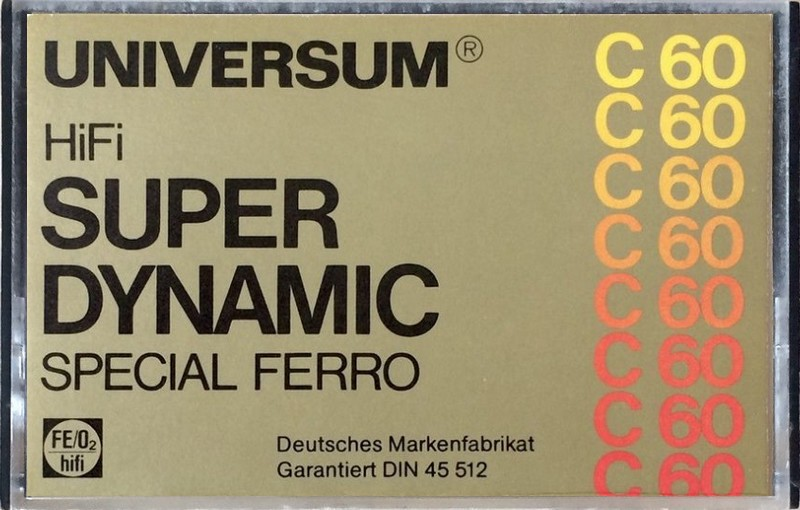 UNIVERSUM®
HiFi
SUPER
DYNAMIC
SPECIAL FERRO
FE/O₂
hifi
Deutsches Markenfabrikat
Garantiert DIN 45 512
C 60
C 60
C 60
C 60
C 60
C 60
C 60
C 60